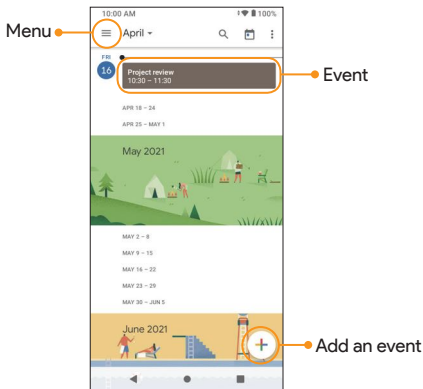 10:00 AM
100%
Menu
April
FRI
16
Project review
10:30 – 11:30
Event
APR 18 – 24
APR 25 – MAY 1
May 2021
MAY 2 – 8
MAY 9 – 15
MAY 16 – 22
MAY 23 – 29
MAY 30 – JUN 5
June 2021
Add an event